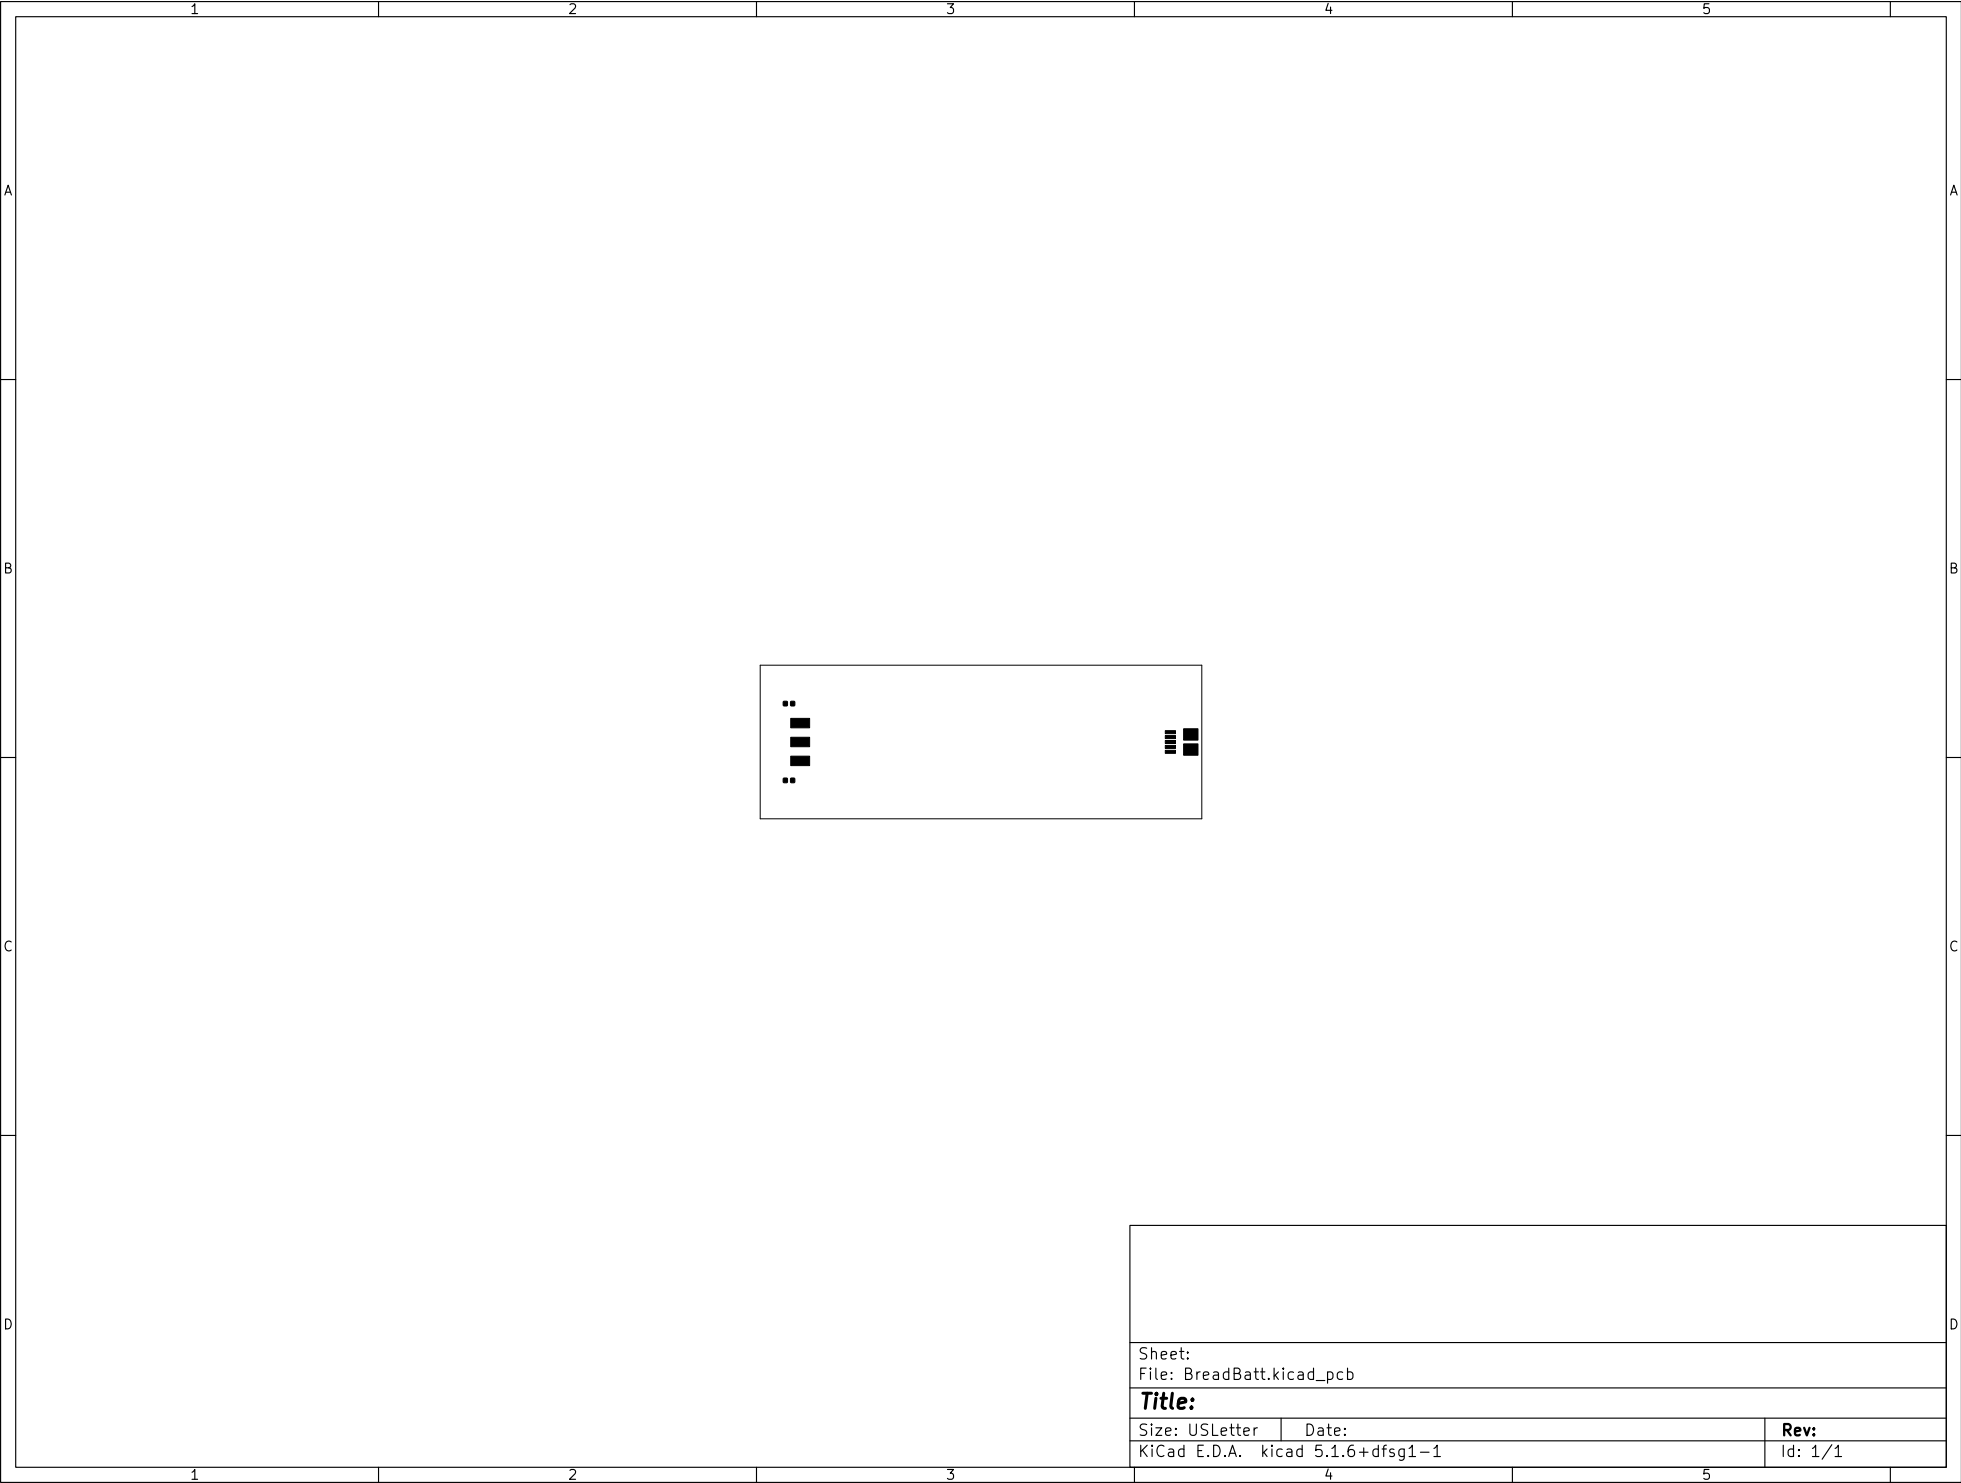 1 2 3 4 5
A A
B B
C C
D D
Sheet:
File: BreadBatt.kicad_pcb
Title:
Size: USLetter Date: Rev:
KiCad E.D.A. kicad 5.1.6+dfsg1-1 Id: 1/1
1 2 3 4 5